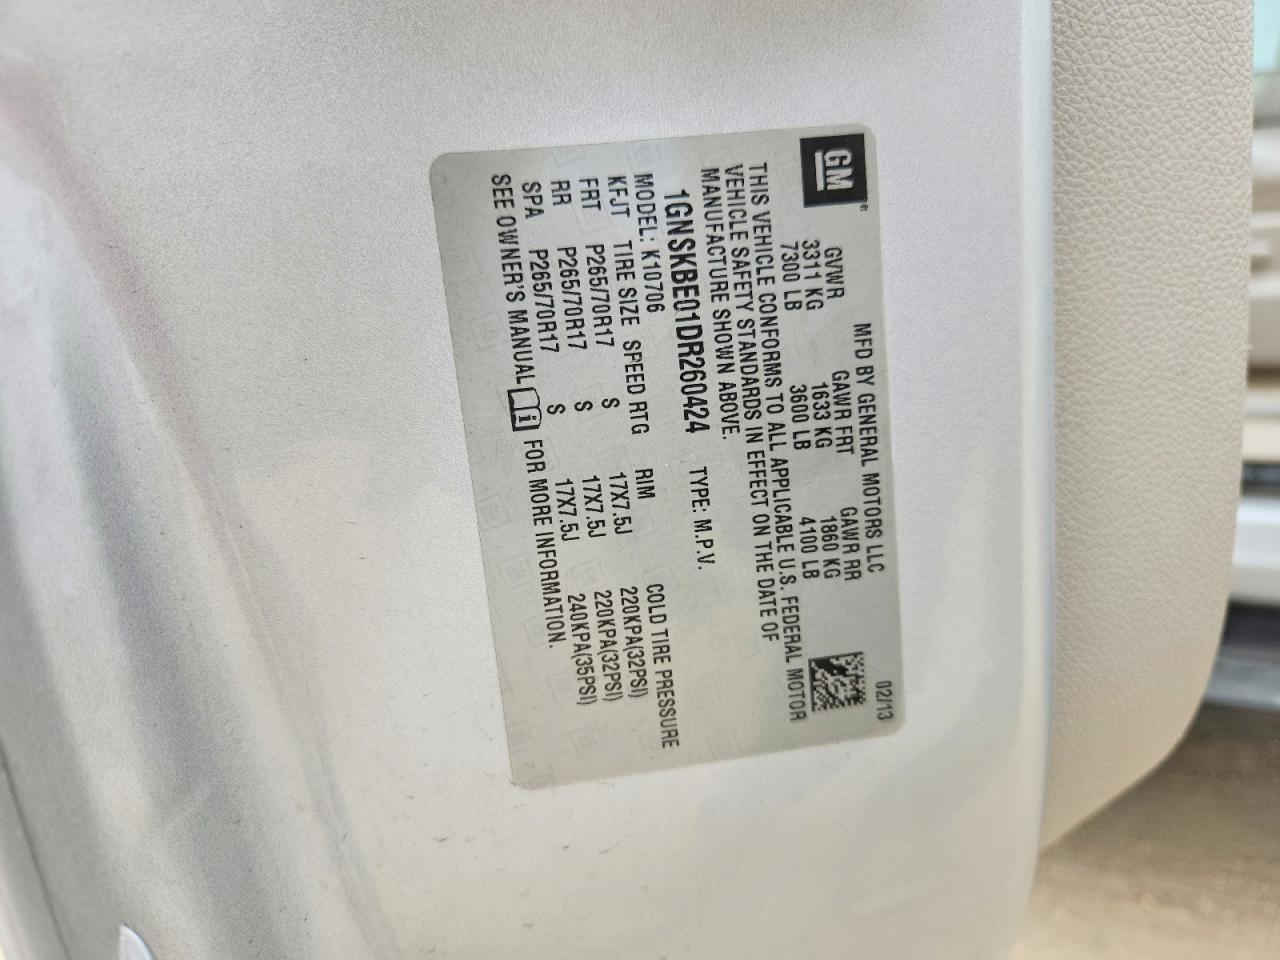 GM®
MFD BY GENERAL MOTORS LLC 02/13
GVWR GAWR FRT GAWR RR
3311 KG 1633 KG 1860 KG
7300 LB 3600 LB 4100 LB
THIS VEHICLE CONFORMS TO ALL APPLICABLE U.S. FEDERAL MOTOR
VEHICLE SAFETY STANDARDS IN EFFECT ON THE DATE OF
MANUFACTURE SHOWN ABOVE.
1GNSKBE01DR260424 TYPE: M.P.V.
MODEL: K10706
KFJT TIRE SIZE SPEED RTG RIM COLD TIRE PRESSURE
FRT P265/70R17 S 17X7.5J 220KPA(32PSI)
RR P265/70R17 S 17X7.5J 220KPA(32PSI)
SPA P265/70R17 S 17X7.5J 240KPA(35PSI)
SEE OWNER'S MANUAL i FOR MORE INFORMATION.